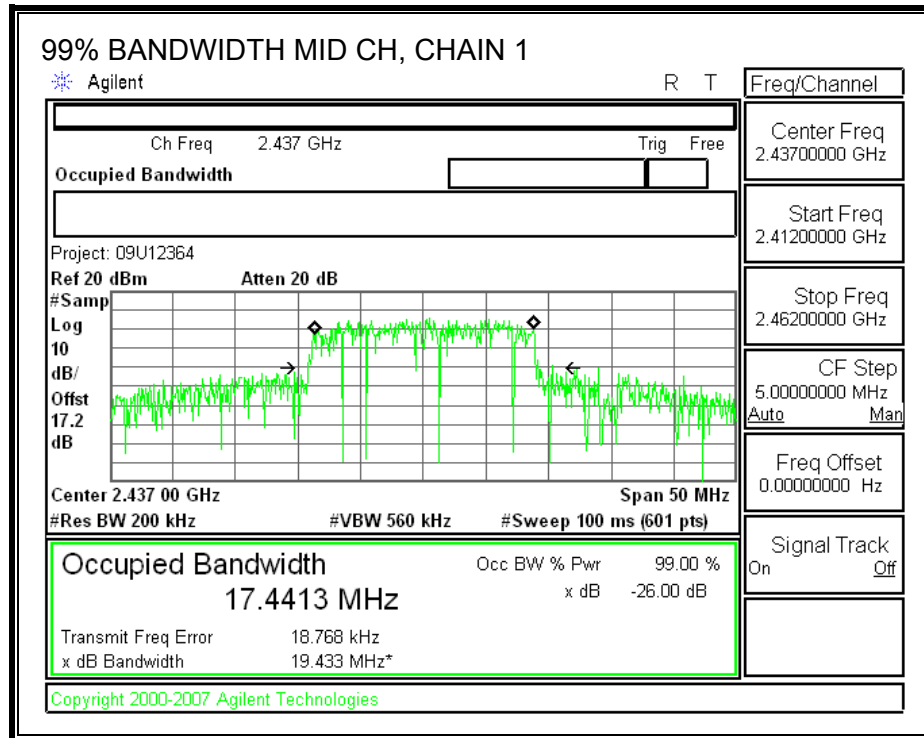 99% BANDWIDTH MID CH, CHAIN 1
Agilent R T
Ch Freq 2.437 GHz Trig Free
Occupied Bandwidth
Project: 09U12364
Ref 20 dBm Atten 20 dB
#Samp
Log
10
dB/
Offst
17.2
dB
Center 2.437 00 GHz Span 50 MHz
#Res BW 200 kHz #VBW 560 kHz #Sweep 100 ms (601 pts)
Occupied Bandwidth Occ BW % Pwr 99.00 %
17.4413 MHz x dB -26.00 dB
Transmit Freq Error 18.768 kHz
x dB Bandwidth 19.433 MHz*
Copyright 2000-2007 Agilent Technologies
Freq/Channel
Center Freq
2.43700000 GHz
Start Freq
2.41200000 GHz
Stop Freq
2.46200000 GHz
CF Step
5.00000000 MHz
Auto Man
Freq Offset
0.00000000 Hz
Signal Track
On Off